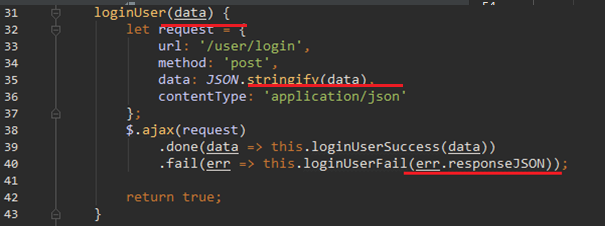 31 loginUser(data) {
32 let request = {
33 url: '/user/login',
34 method: 'post',
35 data: JSON.stringify(data),
36 contentType: 'application/json'
37 };
38 $.ajax(request)
39 .done(data => this.loginUserSuccess(data))
40 .fail(err => this.loginUserFail(err.responseJSON));
41
42 return true;
43 }